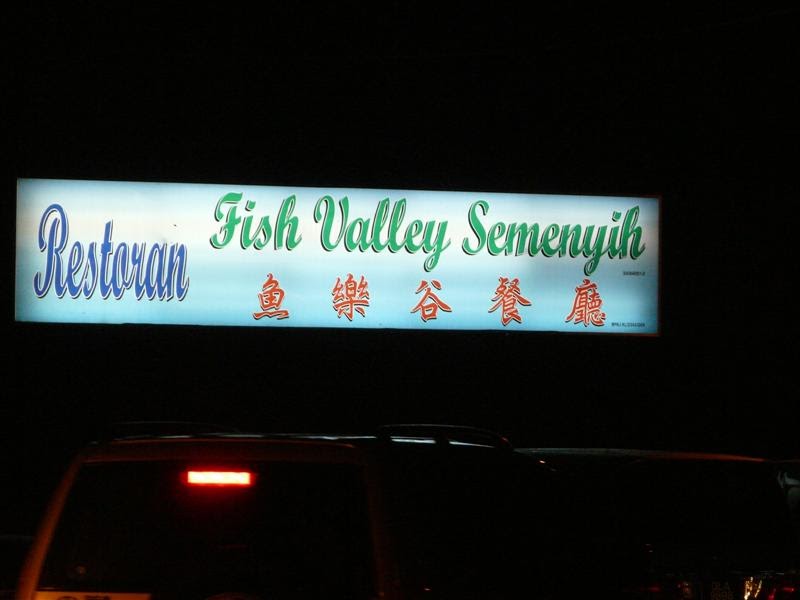 Restoran
Fish Valley Semenyih
魚樂谷餐廳